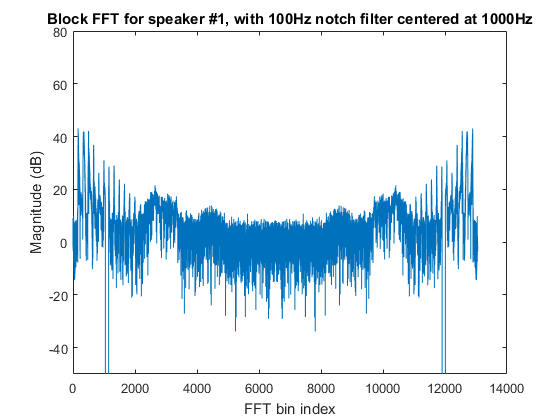 Block FFT for speaker #1, with 100Hz notch filter centered at 1000Hz
80
60
40
20
0
-20
-40
Magnitude (dB)
0 2000 4000 6000 8000 10000 12000 14000
FFT bin index